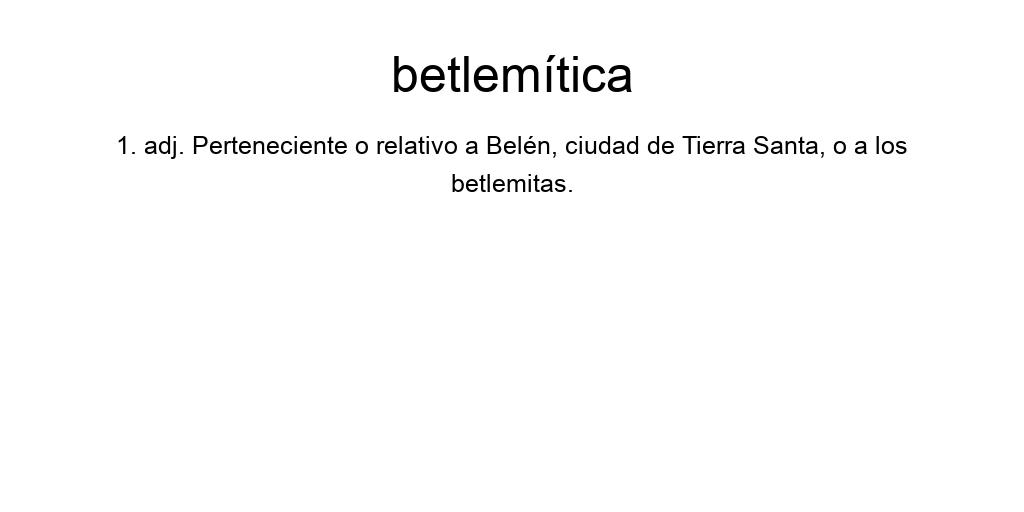 betlemítica
1. adj. Perteneciente o relativo a Belén, ciudad de Tierra Santa, o a los
betlemitas.